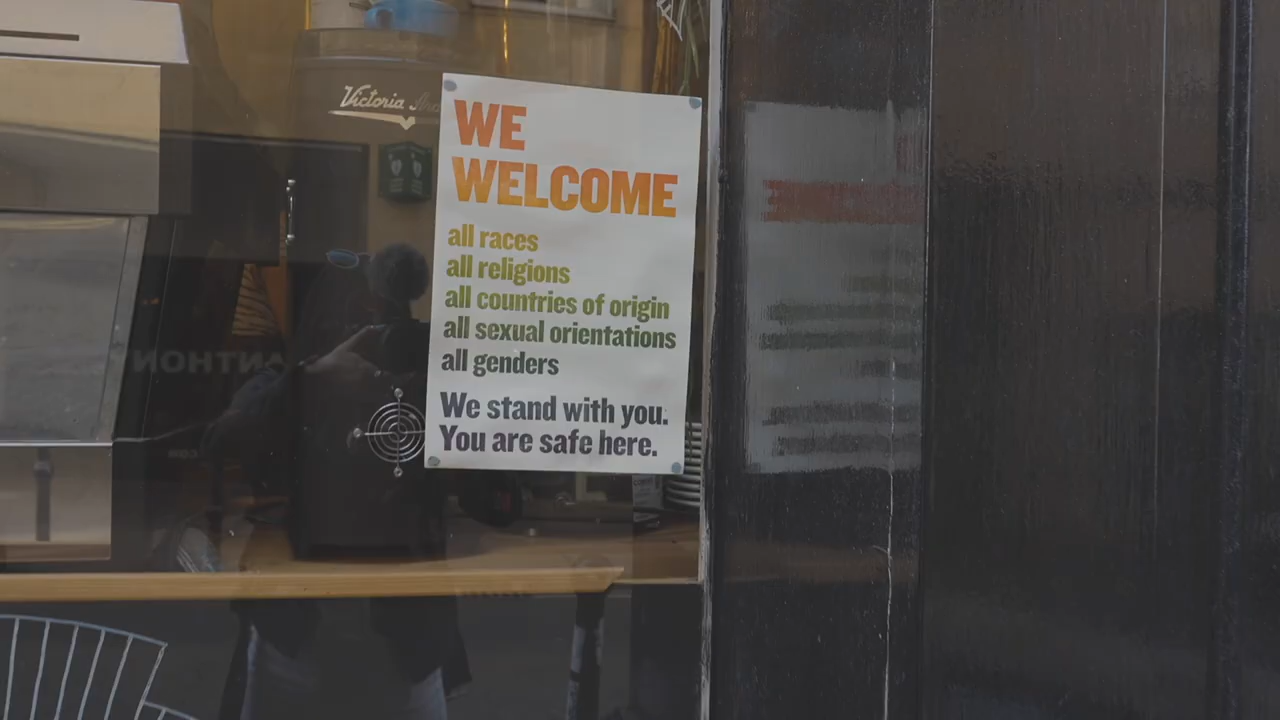 Victoria
WE
WELCOME
all races
all religions
all countries of origin
all sexual orientations
all genders
We stand with you.
You are safe here.